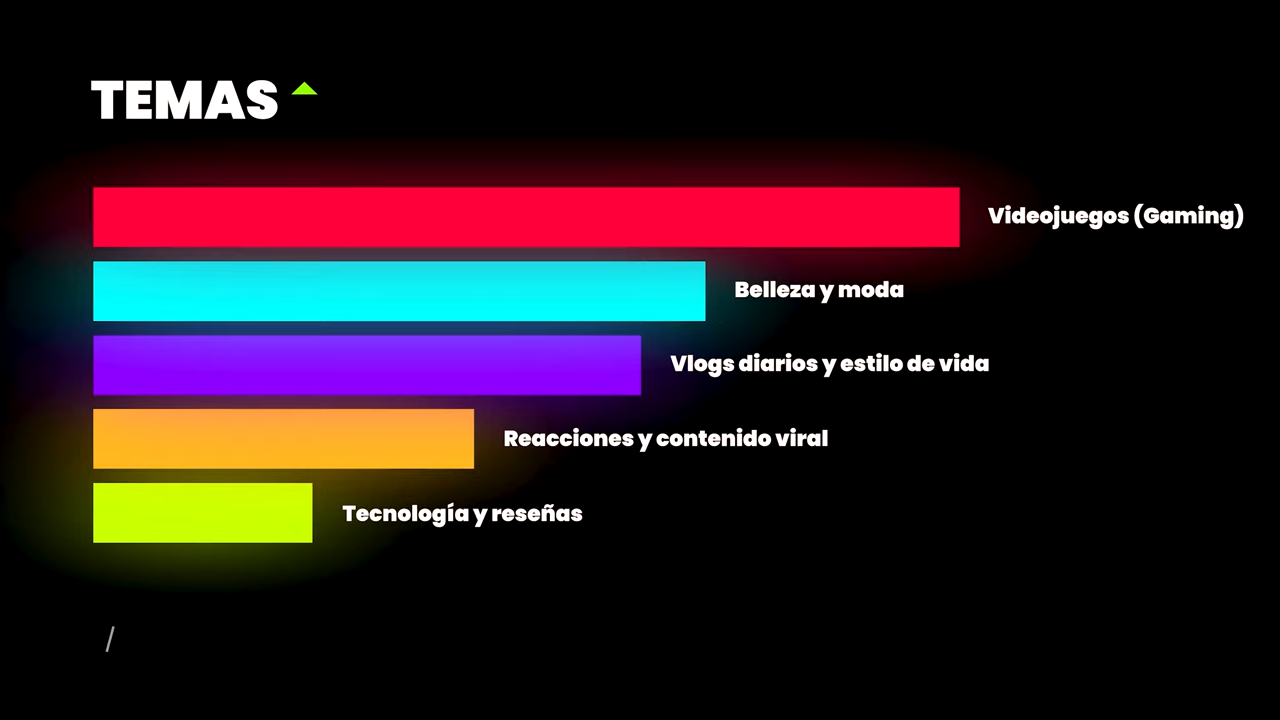 TEMAS
Videojuegos (Gaming)
Belleza y moda
Vlogs diarios y estilo de vida
Reacciones y contenido viral
Tecnología y reseñas
/